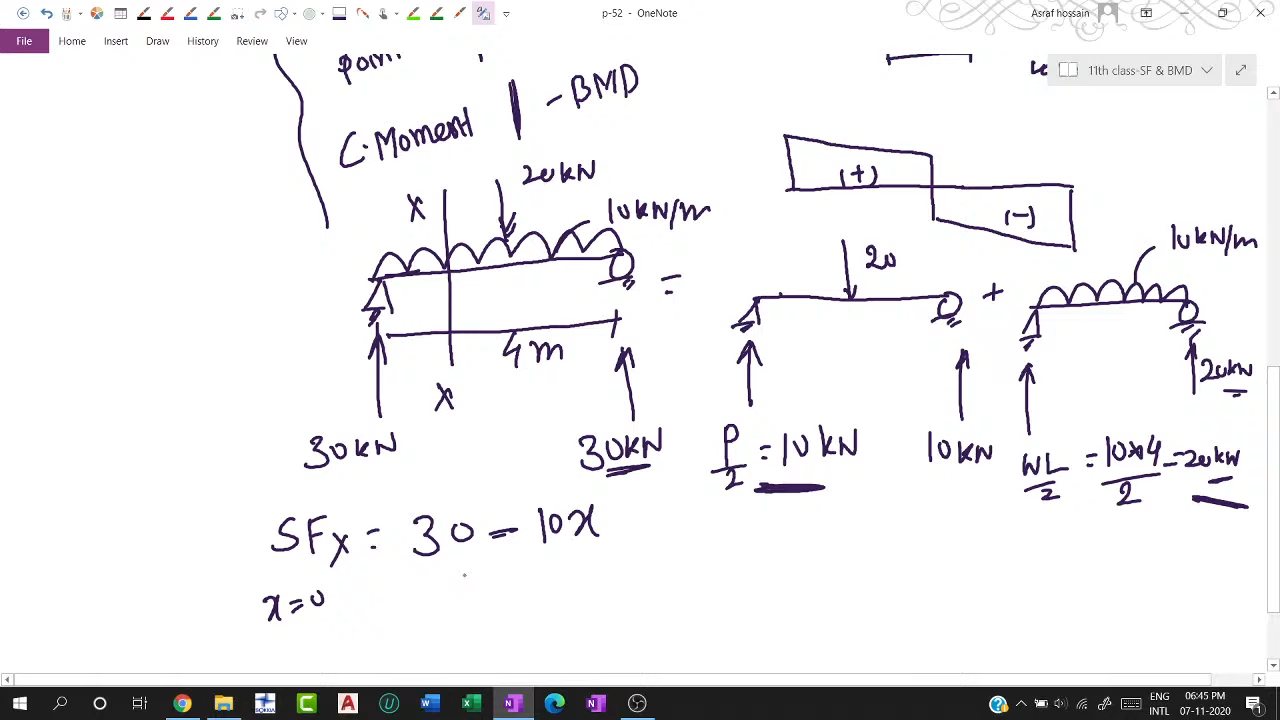 p-52 - OneNote
Asraf hossain
File Home Insert Draw History Review View
11th class-SF & BMD
point
C.Moment
- BMD
20kN
X
10kN/m
(+)
(-)
=
20
+
10kN/m
4m
X
20kN
30kN
30kN
P/2 = 10kN
10kN
WL/2 = 10×4/2 = 20kN
SFx = 30 - 10x
x=0
ENG
INTL
06:45 PM
07-11-2020